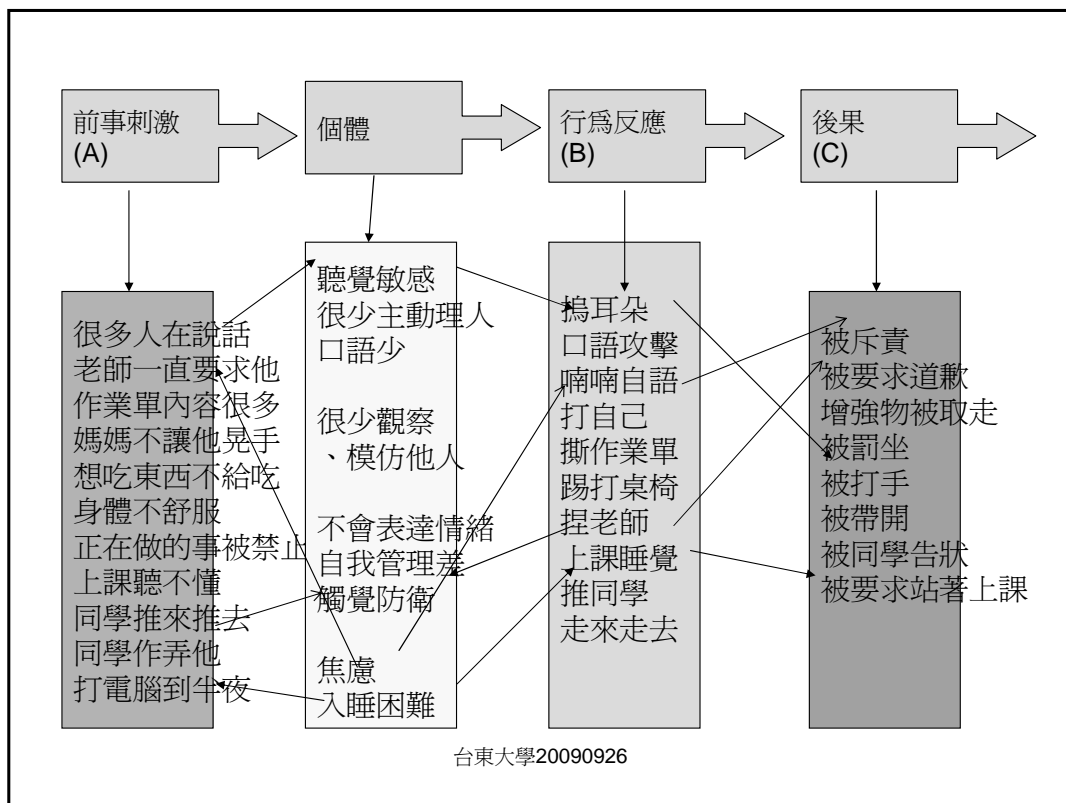 前事刺激
(A)
個體
行為反應
(B)
後果
(C)
很多人在說話
老師一直要求他
作業單內容很多
媽媽不讓他晃手
想吃東西不給吃
身體不舒服
正在做的事被禁止
上課聽不懂
同學推來推去
同學作弄他
打電腦到半夜
聽覺敏感
很少主動理人
口語少
很少觀察
、模仿他人
不會表達情緒
自我管理差
觸覺防衛
焦慮
入睡困難
摀耳朵
口語攻擊
喃喃自語
打自己
撕作業單
踢打桌椅
捏老師
上課睡覺
推同學
走來走去
被斥責
被要求道歉
增強物被取走
被罰坐
被打手
被帶開
被同學告狀
被要求站著上課
台東大學20090926